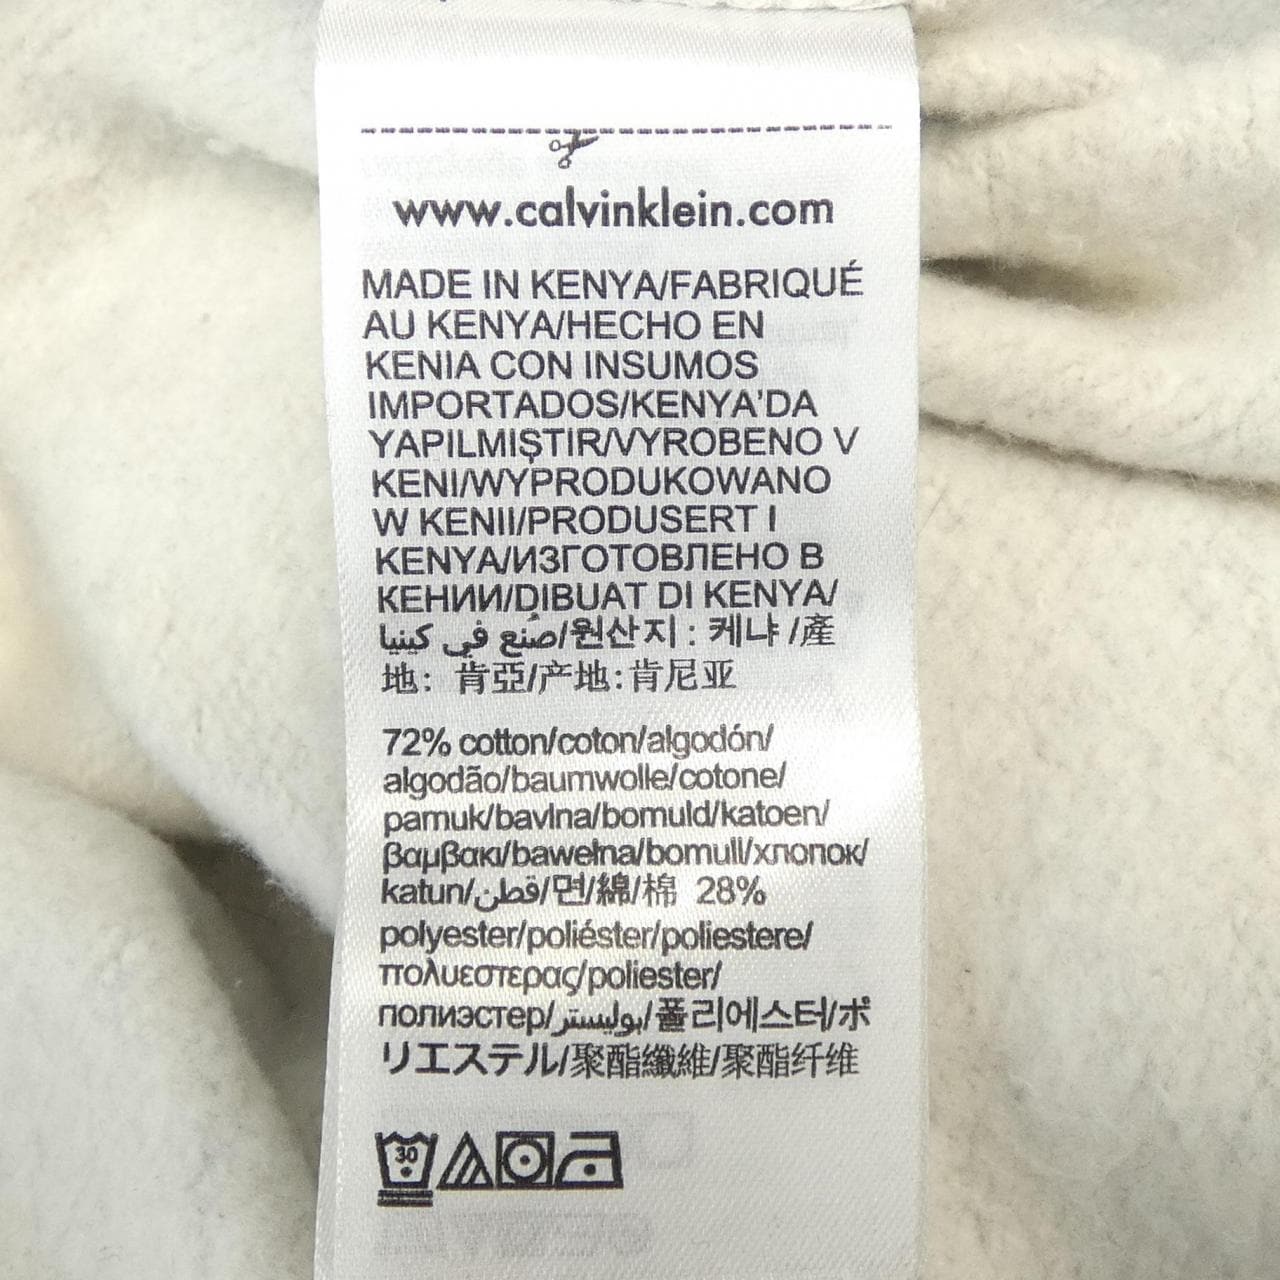 www.calvinklein.com
MADE IN KENYA/FABRIQUÉ
AU KENYA/HECHO EN
KENIA CON INSUMOS
IMPORTADOS/KENYA'DA
YAPILMIŞTIR/VYROBENO V
KENI/WYPRODUKOWANO
W KENII/PRODUSERT I
KENYA/ИЗГОТОВЛЕНО В
КЕНИИ/DIBUAT DI KENYA/
صُنع في كينيا/원산지 : 케냐 /產
地: 肯亞/产地:肯尼亚
72% cotton/coton/algodón/
algodão/baumwolle/cotone/
pamuk/bavlna/bomuld/katoen/
βαμβακι/bawełna/bomull/хлопок/
katun/قطن/면/綿/棉 28%
polyester/poliéster/poliestere/
πολυεστερας/poliester/
полиэстер/بوليستر/폴리에스터/ポ
リエステル/聚酯纖維/聚酯纤维
30